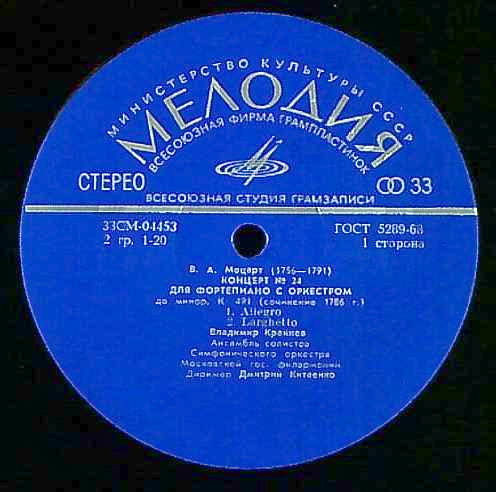 МИНИСТЕРСТВО КУЛЬТУРЫ СССР
МЕЛОДИЯ
ВСЕСОЮЗНАЯ ФИРМА ГРАМПЛАСТИНОК
СТЕРЕО 33
ВСЕСОЮЗНАЯ СТУДИЯ ГРАМЗАПИСИ
33СМ-04453 ГОСТ 5289-68
2 гр. 1-20 1 сторона
В. А. Моцарт (1756—1791)
КОНЦЕРТ № 24
ДЛЯ ФОРТЕПИАНО С ОРКЕСТРОМ
до минор, К. 491 (сочинение 1786 г.)
1. Allegro
2. Larghetto
Владимир Крайнев
Ансамбль солистов
Симфонического оркестра
Московской гос. филармонии
Дирижер Дмитрий Китаенко